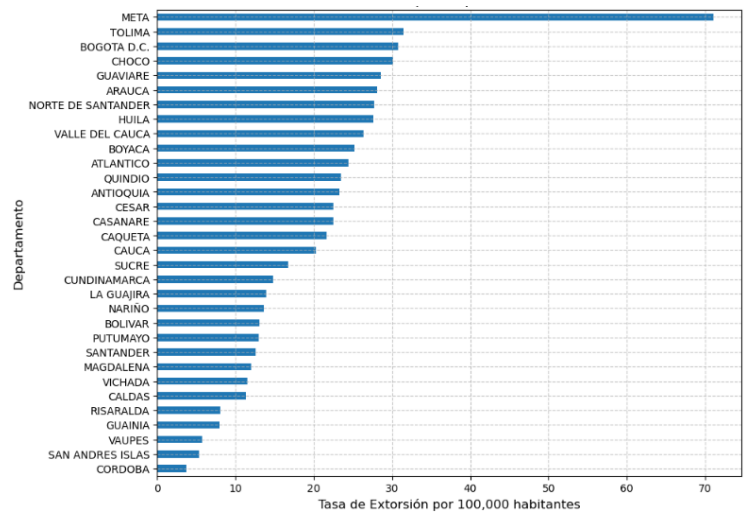 META
TOLIMA
BOGOTA D.C.
CHOCO
GUAVIARE
ARAUCA
NORTE DE SANTANDER
HUILA
VALLE DEL CAUCA
BOYACA
ATLANTICO
QUINDIO
ANTIOQUIA
CESAR
CASANARE
CAQUETA
CAUCA
SUCRE
CUNDINAMARCA
LA GUAJIRA
NARIÑO
BOLIVAR
PUTUMAYO
SANTANDER
MAGDALENA
VICHADA
CALDAS
RISARALDA
GUAINIA
VAUPES
SAN ANDRES ISLAS
CORDOBA
Departamento
0 10 20 30 40 50 60 70
Tasa de Extorsión por 100,000 habitantes